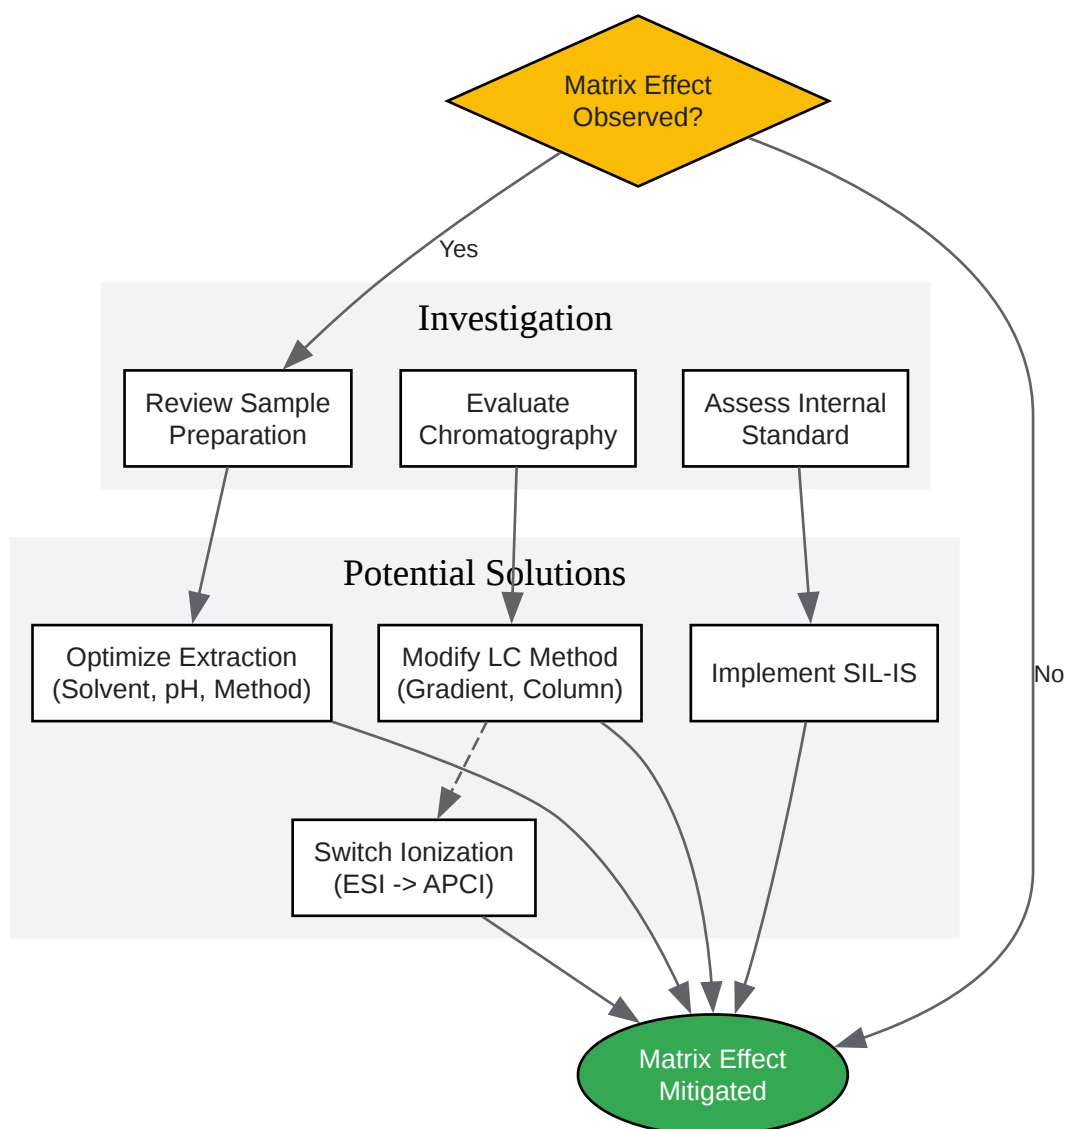 Matrix Effect
Observed?
Yes
Investigation
Review Sample
Preparation
Evaluate
Chromatography
Assess Internal
Standard
Potential Solutions
Optimize Extraction
(Solvent, pH, Method)
Modify LC Method
(Gradient, Column)
Implement SIL-IS
No
Switch Ionization
(ESI -> APCI)
Matrix Effect
Mitigated